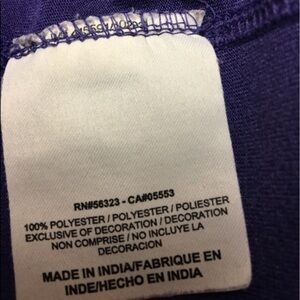 RN#56323 - CA#05553
100% POLYESTER / POLYESTER / POLIESTER
EXCLUSIVE OF DECORATION / DECORATION
NON COMPRISE / NO INCLUYE LA
DECORACION
MADE IN INDIA/FABRIQUE EN
INDE/HECHO EN INDIA